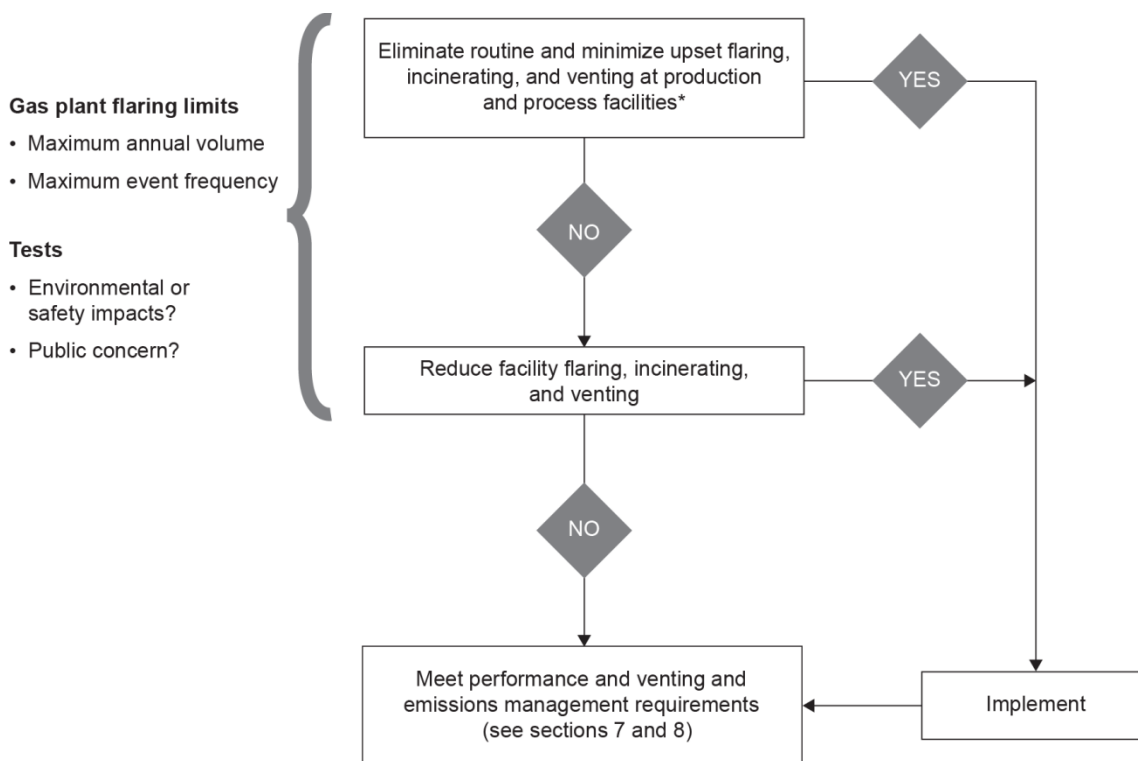 Gas plant flaring limits
• Maximum annual volume
• Maximum event frequency
Tests
• Environmental or
safety impacts?
• Public concern?
Eliminate routine and minimize upset flaring,
incinerating, and venting at production
and process facilities*
YES
NO
Reduce facility flaring, incinerating,
and venting
YES
NO
Meet performance and venting and
emissions management requirements
(see sections 7 and 8)
Implement